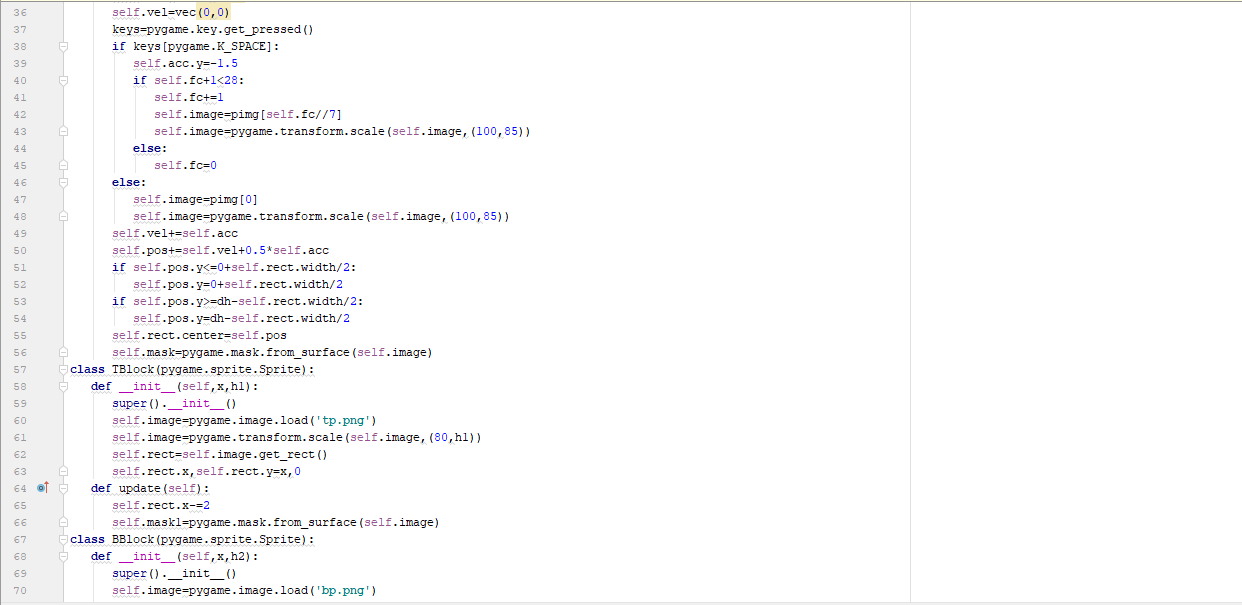 36 self.vel=vec(0,0)
37 keys=pygame.key.get_pressed()
38 if keys[pygame.K_SPACE]:
39 self.acc.y=-1.5
40 if self.fc+1<28:
41 self.fc+=1
42 self.image=pimg[self.fc//7]
43 self.image=pygame.transform.scale(self.image,(100,85))
44 else:
45 self.fc=0
46 else:
47 self.image=pimg[0]
48 self.image=pygame.transform.scale(self.image,(100,85))
49 self.vel+=self.acc
50 self.pos+=self.vel+0.5*self.acc
51 if self.pos.y<=0+self.rect.width/2:
52 self.pos.y=0+self.rect.width/2
53 if self.pos.y>=dh-self.rect.width/2:
54 self.pos.y=dh-self.rect.width/2
55 self.rect.center=self.pos
56 self.mask=pygame.mask.from_surface(self.image)
57 class TBlock(pygame.sprite.Sprite):
58 def __init__(self,x,h1):
59 super().__init__()
60 self.image=pygame.image.load('tp.png')
61 self.image=pygame.transform.scale(self.image,(80,h1))
62 self.rect=self.image.get_rect()
63 self.rect.x,self.rect.y=x,0
64 def update(self):
65 self.rect.x-=2
66 self.mask1=pygame.mask.from_surface(self.image)
67 class BBlock(pygame.sprite.Sprite):
68 def __init__(self,x,h2):
69 super().__init__()
70 self.image=pygame.image.load('bp.png')